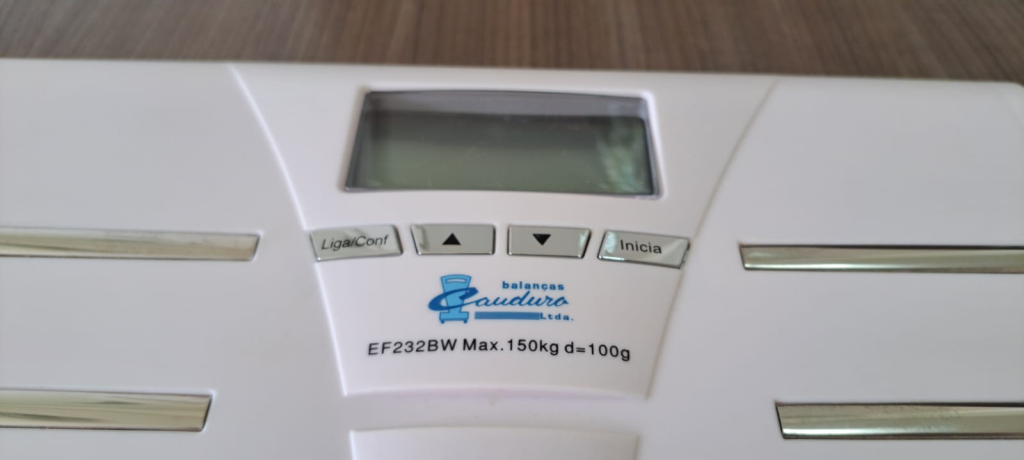 Liga/Conf ▲ ▼ Inicia
balanças
Cauduro
Ltda.
EF232BW Max.150kg d=100g